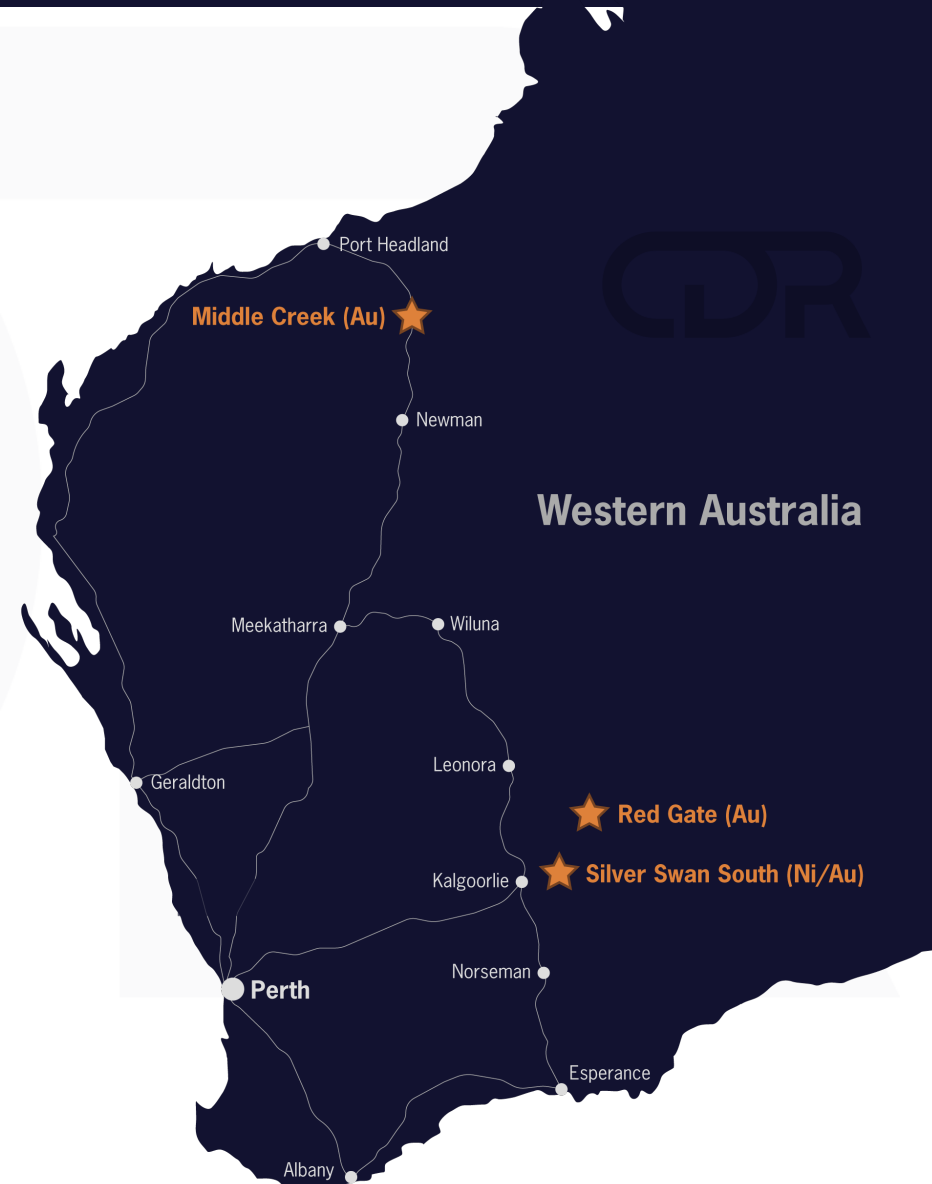 CDR
Port Headland
Middle Creek (Au)
Newman
Western Australia
Meekatharra
Wiluna
Leonora
Geraldton
Red Gate (Au)
Silver Swan South (Ni/Au)
Kalgoorlie
Norseman
Perth
Esperance
Albany